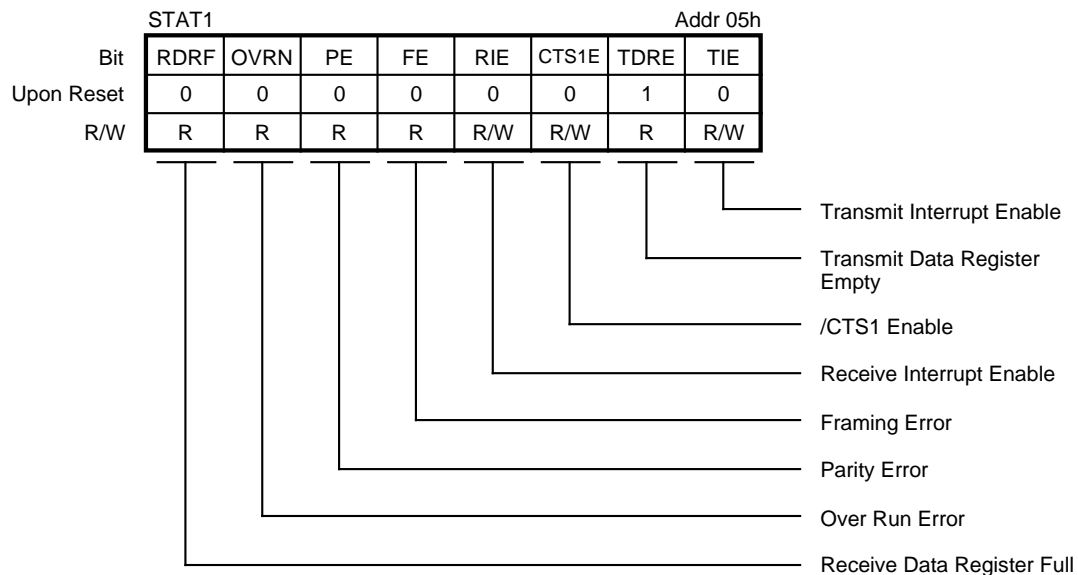 STAT1 Addr 05h
Bit RDRF OVRN PE FE RIE CTS1E TDRE TIE
Upon Reset 0 0 0 0 0 0 1 0
R/W R R R R R/W R/W R R/W
Transmit Interrupt Enable
Transmit Data Register
Empty
/CTS1 Enable
Receive Interrupt Enable
Framing Error
Parity Error
Over Run Error
Receive Data Register Full